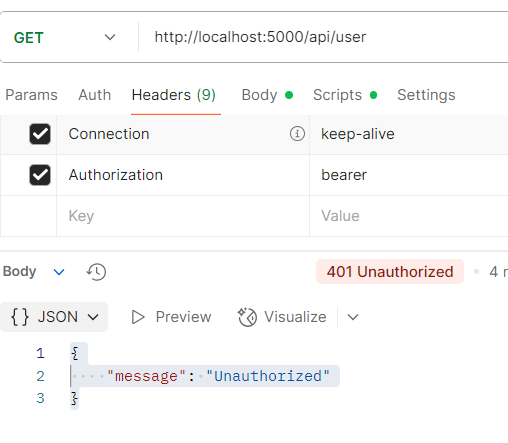 GET http://localhost:5000/api/user
Params Auth Headers (9) Body Scripts Settings
Connection keep-alive
Authorization bearer
Key Value
Body 401 Unauthorized
{} JSON Preview Visualize
1 {
2 "message": "Unauthorized"
3 }